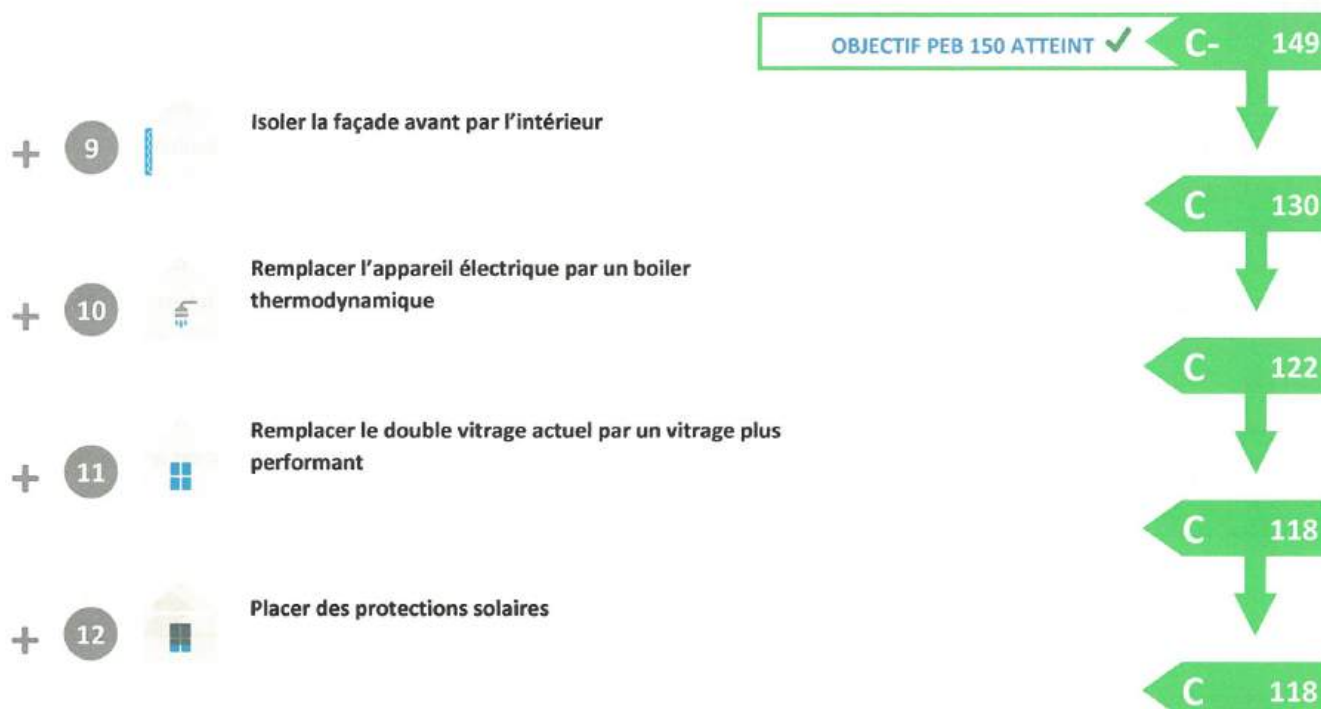 OBJECTIF PEB 150 ATTEINT ✓ C- 149
+ 9 Isoler la façade avant par l'intérieur
C 130
+ 10 Remplacer l'appareil électrique par un boiler
thermodynamique
C 122
+ 11 Remplacer le double vitrage actuel par un vitrage plus
performant
C 118
+ 12 Placer des protections solaires
C 118